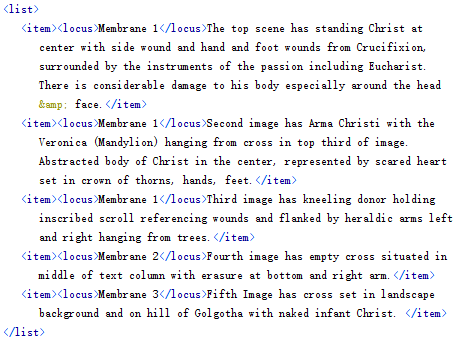 <list>
<item><locus>Membrane 1</locus>The top scene has standing Christ at
center with side wound and hand and foot wounds from Crucifixion,
surrounded by the instruments of the passion including Eucharist.
There is considerable damage to his body especially around the head
&amp; face.</item>
<item><locus>Membrane 1</locus>Second image has Arma Christi with the
Veronica (Mandylion) hanging from cross in top third of image.
Abstracted body of Christ in the center, represented by scared heart
set in crown of thorns, hands, feet.</item>
<item><locus>Membrane 1</locus>Third image has kneeling donor holding
inscribed scroll referencing wounds and flanked by heraldic arms left
and right hanging from trees.</item>
<item><locus>Membrane 2</locus>Fourth image has empty cross situated in
middle of text column with erasure at bottom and right arm.</item>
<item><locus>Membrane 3</locus>Fifth Image has cross set in landscape
background and on hill of Golgotha with naked infant Christ. </item>
</list>